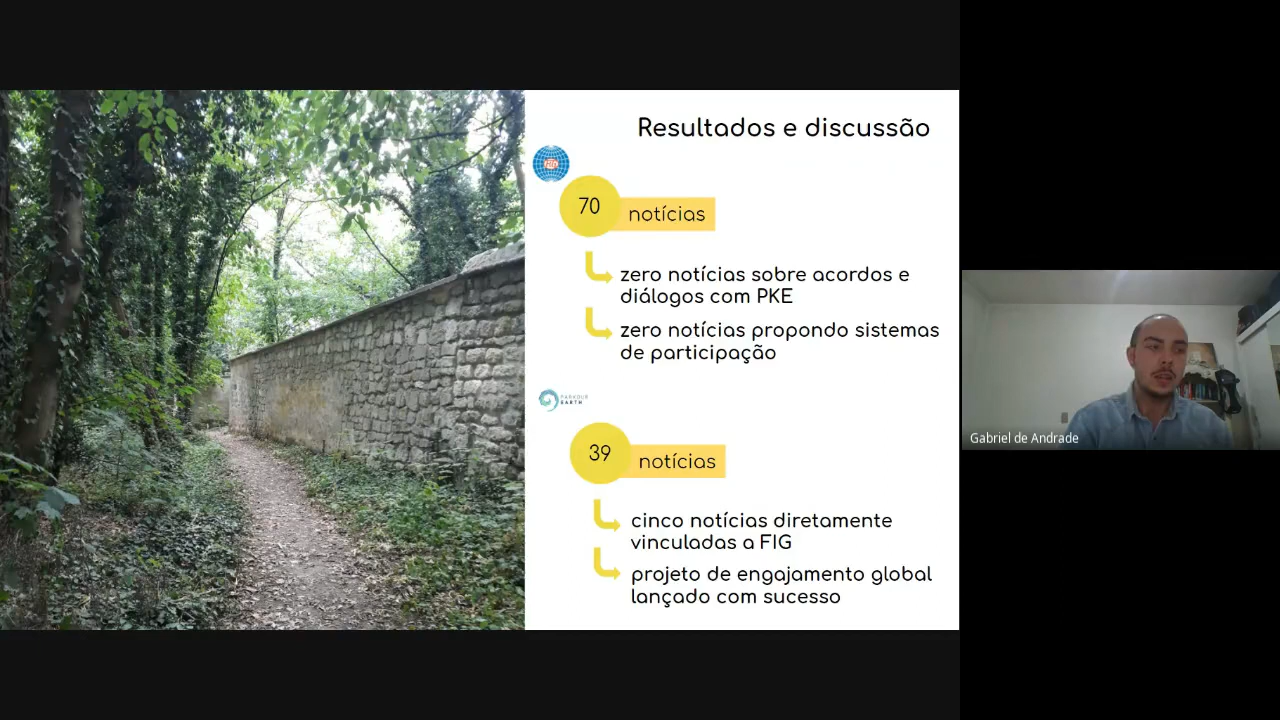 Resultados e discussão
FIG
70
notícias
zero notícias sobre acordos e
diálogos com PKE
zero notícias propondo sistemas
de participação
PARKOUR
EARTH
39
notícias
cinco notícias diretamente
vinculadas a FIG
projeto de engajamento global
lançado com sucesso
Gabriel de Andrade